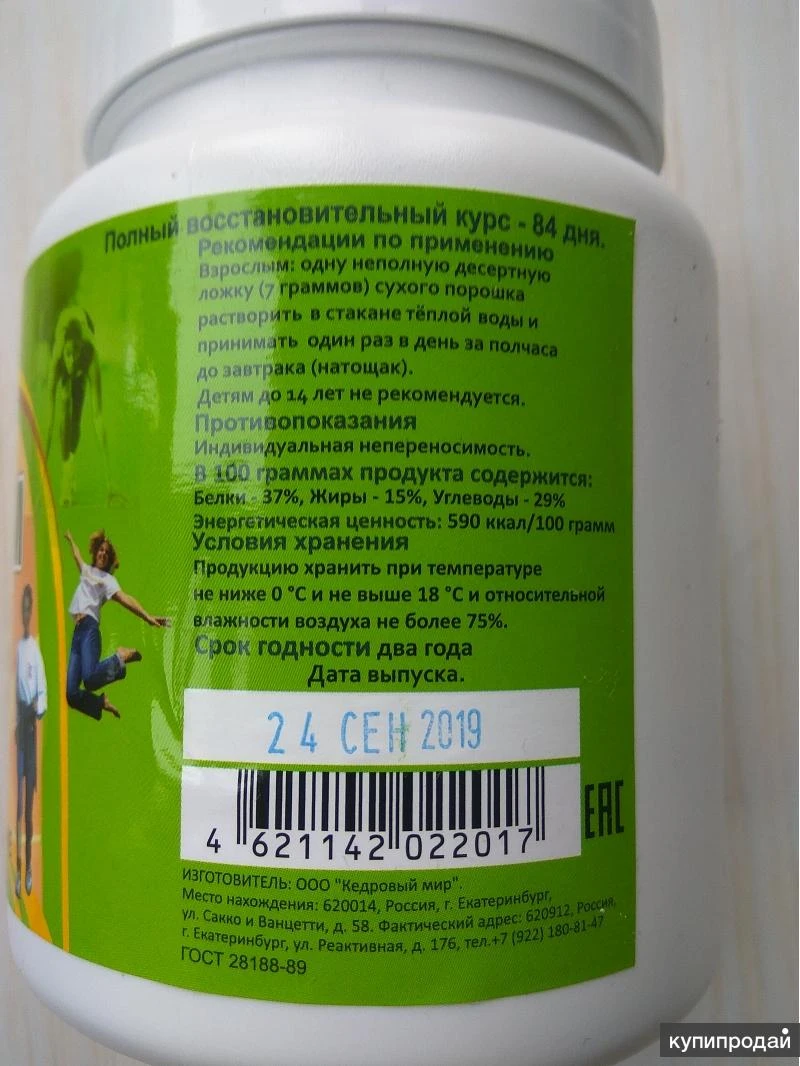 Полный восстановительный курс - 84 дня.
Рекомендации по применению
Взрослым: одну неполную десертную
ложку (7 граммов) сухого порошка
растворить в стакане тёплой воды и
принимать один раз в день за полчаса
до завтрака (натощак).
Детям до 14 лет не рекомендуется.
Противопоказания
Индивидуальная непереносимость.
В 100 граммах продукта содержится:
Белки - 37%, Жиры - 15%, Углеводы - 29%
Энергетическая ценность: 590 ккал/100 грамм
Условия хранения
Продукцию хранить при температуре
не ниже 0 °С и не выше 18 °С и относительной
влажности воздуха не более 75%.
Срок годности два года
Дата выпуска.
24 СЕН 2019
4 621142 022017
ЕАС
ИЗГОТОВИТЕЛЬ: ООО "Кедровый мир".
Место нахождения: 620014, Россия, г. Екатеринбург,
ул. Сакко и Ванцетти, д. 58. Фактический адрес: 620912, Россия,
г. Екатеринбург, ул. Реактивная, д. 176, тел.+7 (922) 180-81-47
ГОСТ 28188-89
купипродай